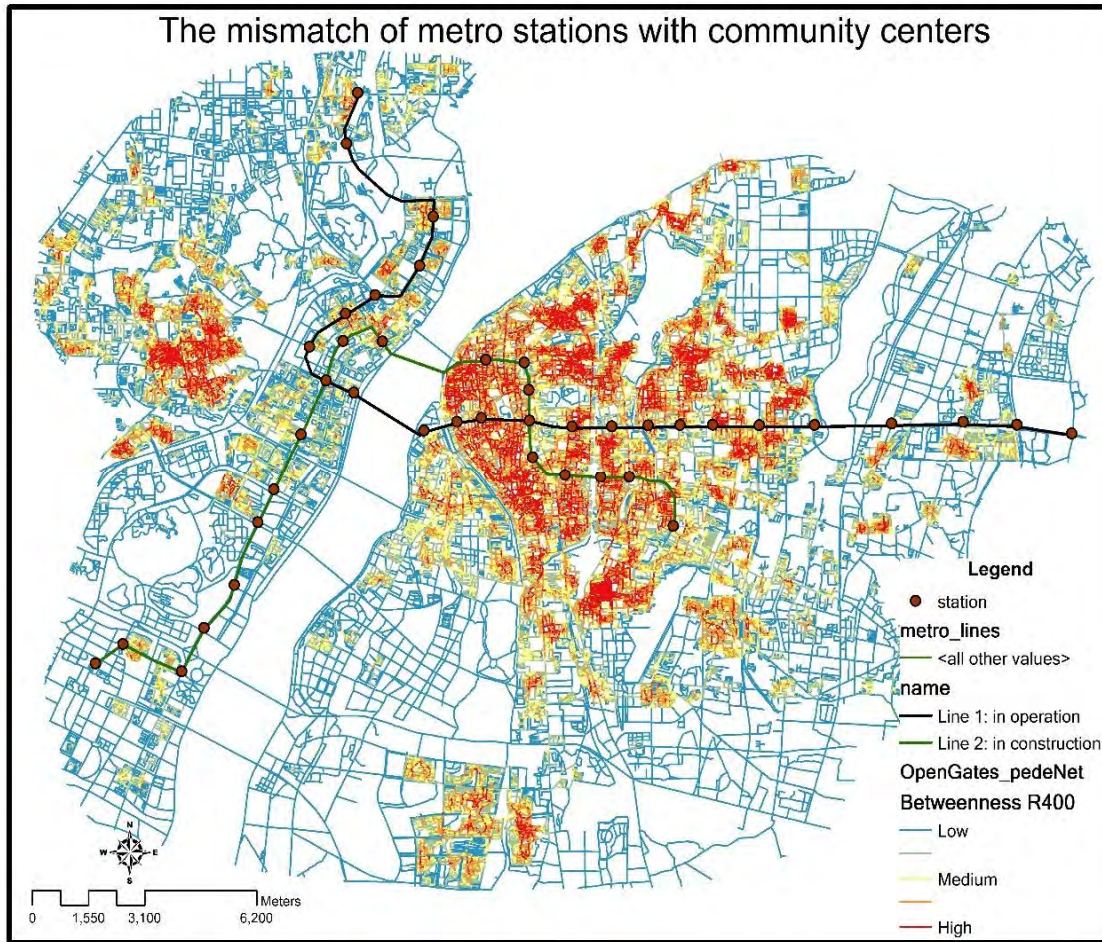 The mismatch of metro stations with community centers
Legend
station
metro_lines
<all other values>
name
Line 1: in operation
Line 2: in construction
OpenGates_pedeNet
Betweenness R400
Low
Medium
High
N
W E
S
Meters
0 1,550 3,100 6,200